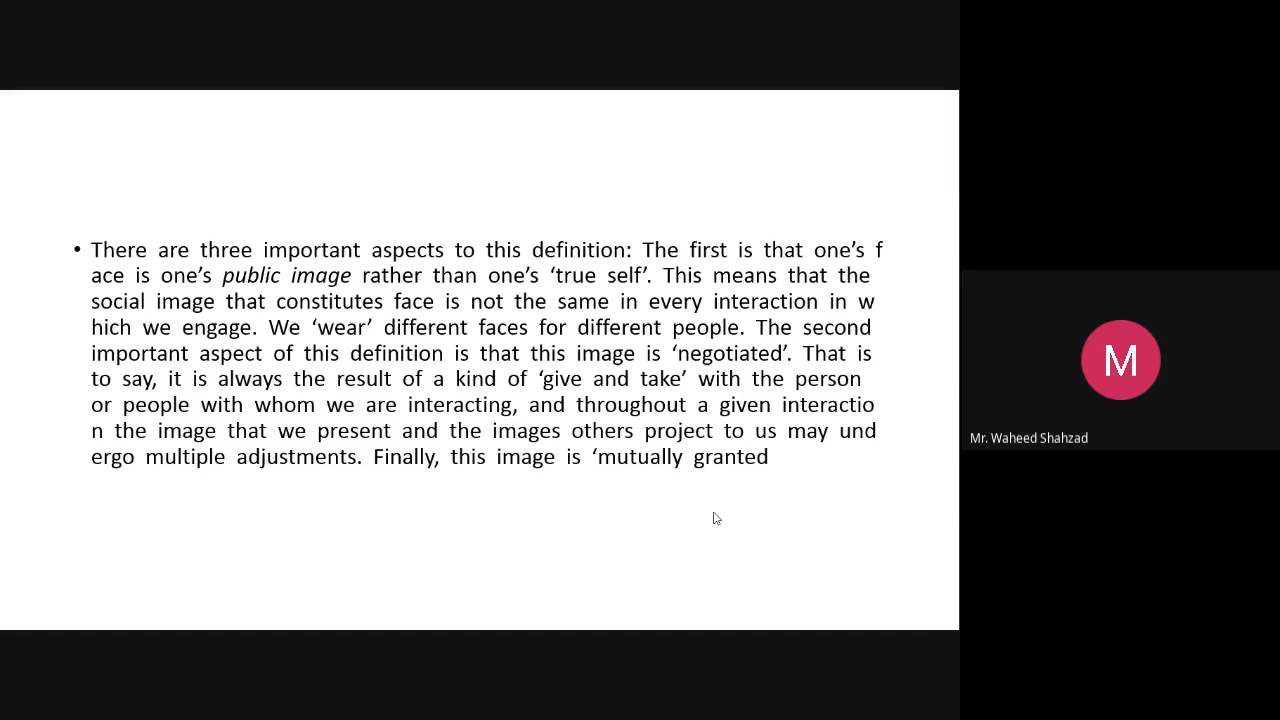 • There are three important aspects to this definition: The first is that one’s f
ace is one’s public image rather than one’s ‘true self’. This means that the
social image that constitutes face is not the same in every interaction in w
hich we engage. We ‘wear’ different faces for different people. The second
important aspect of this definition is that this image is ‘negotiated’. That is
to say, it is always the result of a kind of ‘give and take’ with the person
or people with whom we are interacting, and throughout a given interactio
n the image that we present and the images others project to us may und
ergo multiple adjustments. Finally, this image is ‘mutually granted
M
Mr. Waheed Shahzad